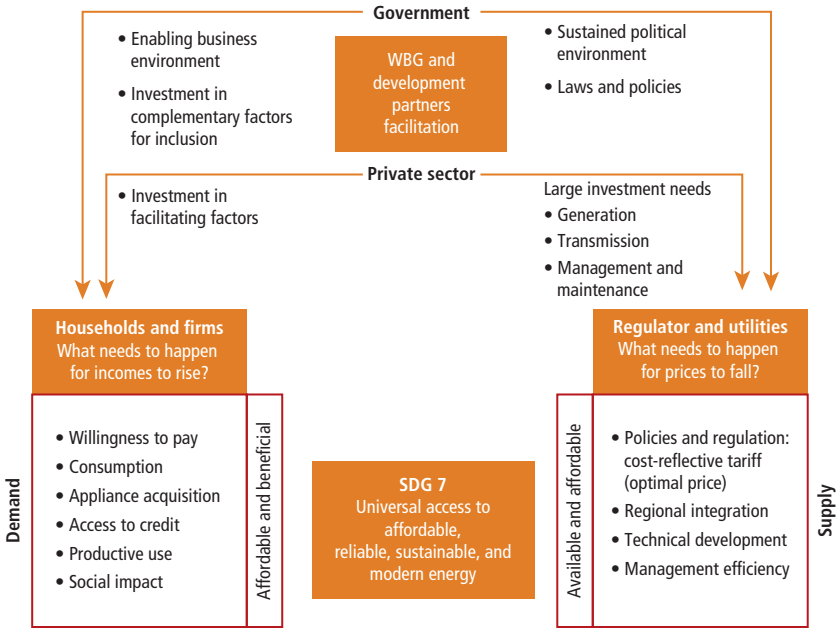 Government
• Enabling business
environment
• Investment in
complementary factors
for inclusion
WBG and
development
partners
facilitation
• Sustained political
environment
• Laws and policies
Private sector
• Investment in
facilitating factors
Large investment needs
• Generation
• Transmission
• Management and
maintenance
Households and firms
What needs to happen
for incomes to rise?
Regulator and utilities
What needs to happen
for prices to fall?
Demand
• Willingness to pay
• Consumption
• Appliance acquisition
• Access to credit
• Productive use
• Social impact
Affordable and beneficial
SDG 7
Universal access to
affordable,
reliable, sustainable, and
modern energy
Available and affordable
• Policies and regulation:
cost-reflective tariff
(optimal price)
• Regional integration
• Technical development
• Management efficiency
Supply